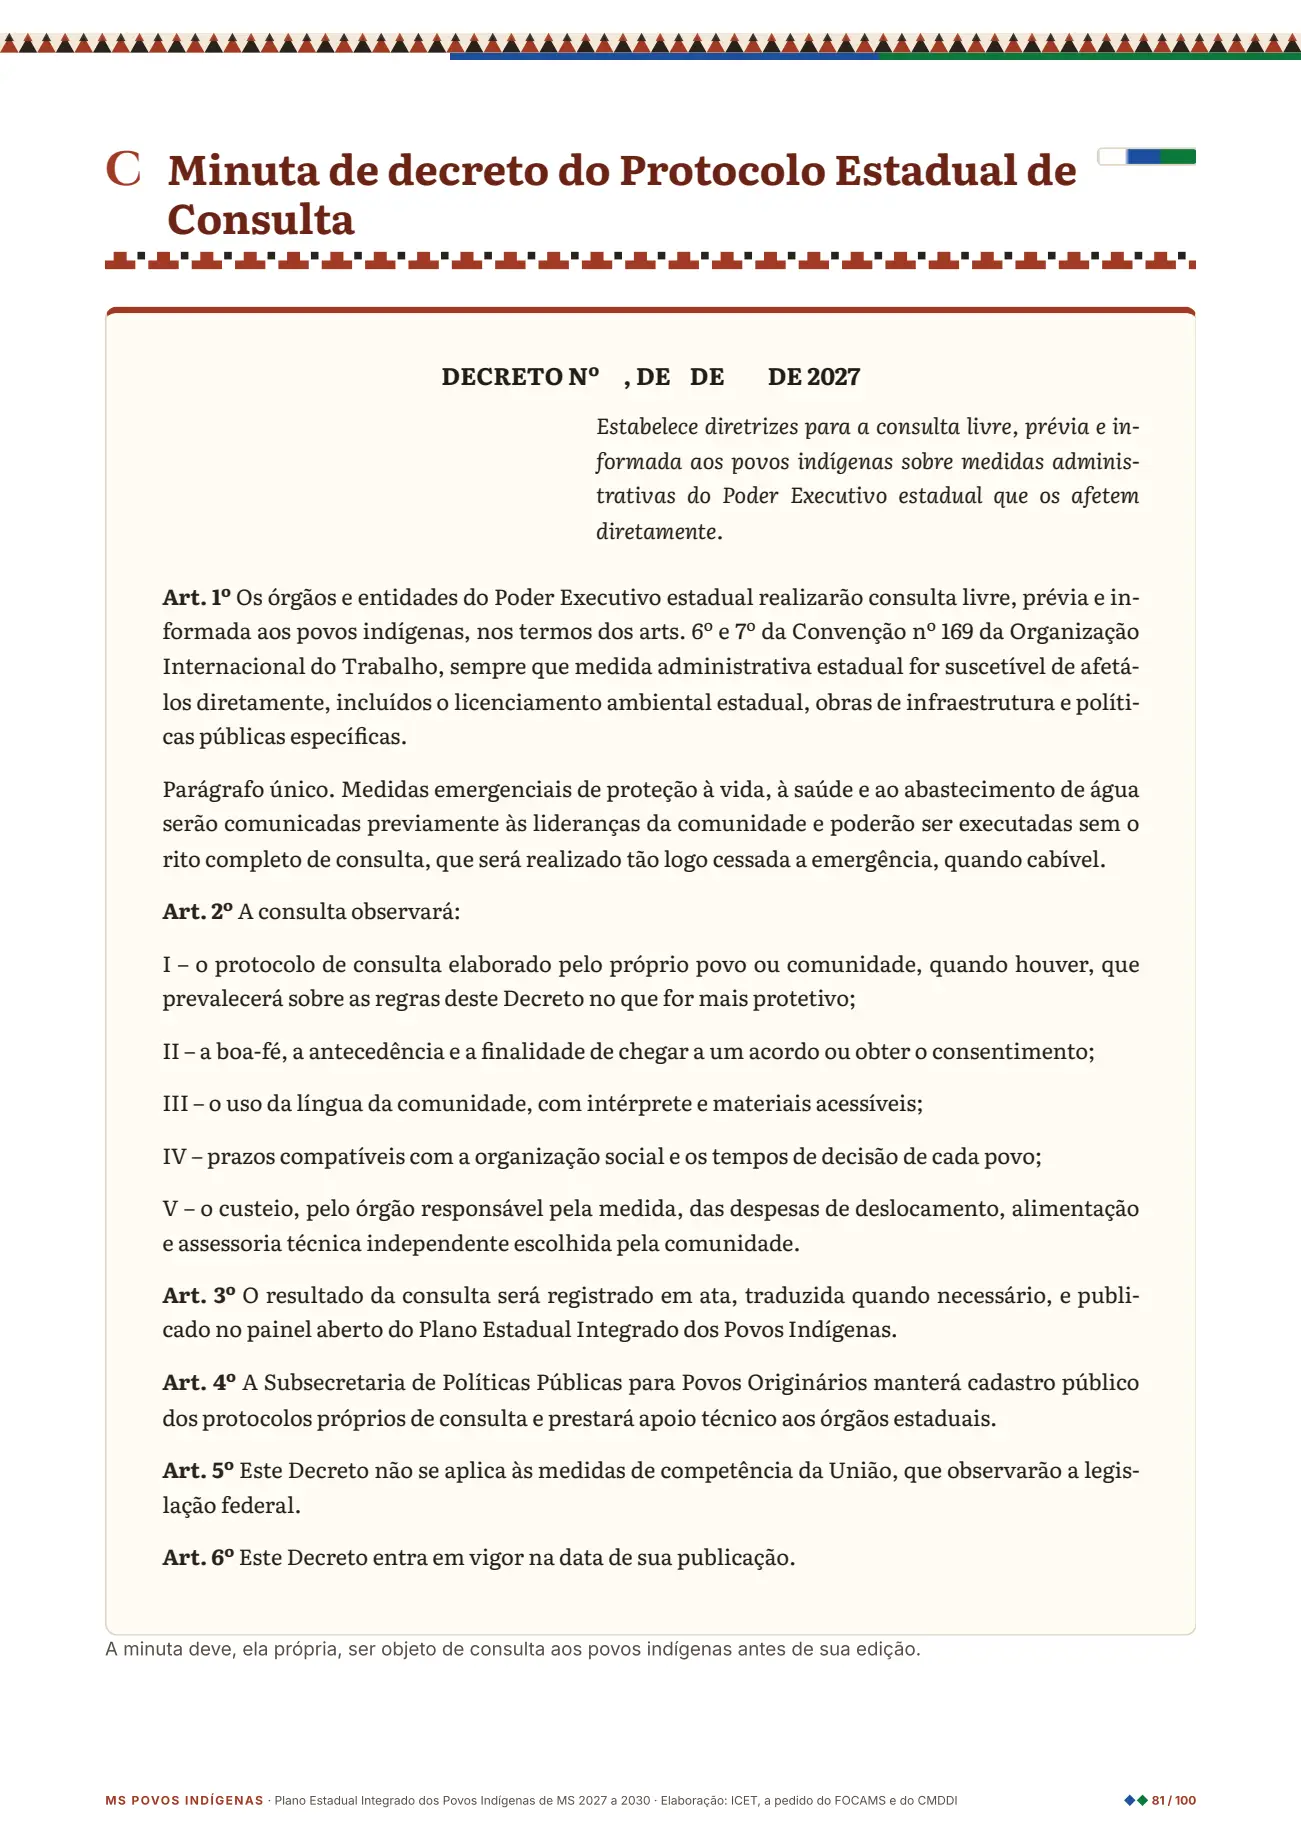 C Minuta de decreto do Protocolo Estadual de
Consulta
DECRETO Nº , DE DE DE 2027
Estabelece diretrizes para a consulta livre, prévia e in-
formada aos povos indígenas sobre medidas adminis-
trativas do Poder Executivo estadual que os afetem
diretamente.
Art. 1º Os órgãos e entidades do Poder Executivo estadual realizarão consulta livre, prévia e in-
formada aos povos indígenas, nos termos dos arts. 6º e 7º da Convenção nº 169 da Organização
Internacional do Trabalho, sempre que medida administrativa estadual for suscetível de afetá-
los diretamente, incluídos o licenciamento ambiental estadual, obras de infraestrutura e políti-
cas públicas específicas.
Parágrafo único. Medidas emergenciais de proteção à vida, à saúde e ao abastecimento de água
serão comunicadas previamente às lideranças da comunidade e poderão ser executadas sem o
rito completo de consulta, que será realizado tão logo cessada a emergência, quando cabível.
Art. 2º A consulta observará:
I – o protocolo de consulta elaborado pelo próprio povo ou comunidade, quando houver, que
prevalecerá sobre as regras deste Decreto no que for mais protetivo;
II – a boa-fé, a antecedência e a finalidade de chegar a um acordo ou obter o consentimento;
III – o uso da língua da comunidade, com intérprete e materiais acessíveis;
IV – prazos compatíveis com a organização social e os tempos de decisão de cada povo;
V – o custeio, pelo órgão responsável pela medida, das despesas de deslocamento, alimentação
e assessoria técnica independente escolhida pela comunidade.
Art. 3º O resultado da consulta será registrado em ata, traduzida quando necessário, e publi-
cado no painel aberto do Plano Estadual Integrado dos Povos Indígenas.
Art. 4º A Subsecretaria de Políticas Públicas para Povos Originários manterá cadastro público
dos protocolos próprios de consulta e prestará apoio técnico aos órgãos estaduais.
Art. 5º Este Decreto não se aplica às medidas de competência da União, que observarão a legis-
lação federal.
Art. 6º Este Decreto entra em vigor na data de sua publicação.
A minuta deve, ela própria, ser objeto de consulta aos povos indígenas antes de sua edição.
MS POVOS INDÍGENAS · Plano Estadual Integrado dos Povos Indígenas de MS 2027 a 2030 · Elaboração: ICET, a pedido do FOCAMS e do CMDDI 81 / 100